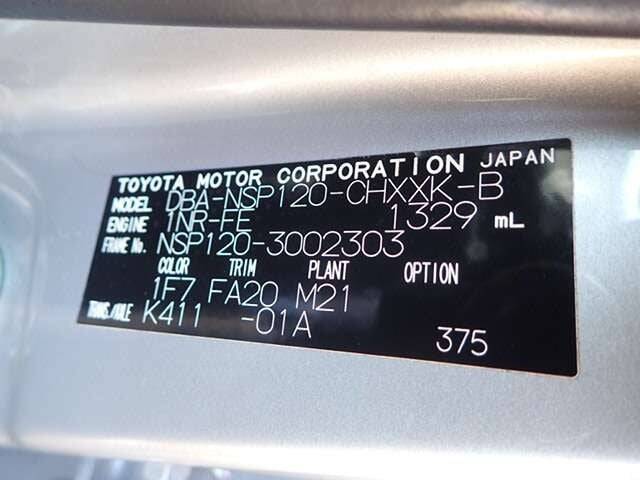 TOYOTA MOTOR CORPORATION JAPAN
MODEL DBA-NSP120-CHXXK-B
ENGINE 1NR-FE 1329 mL
FRAME No. NSP120-3002303
COLOR TRIM PLANT OPTION
1F7 FA20 M21
TRANS./AXLE K411 -01A 375